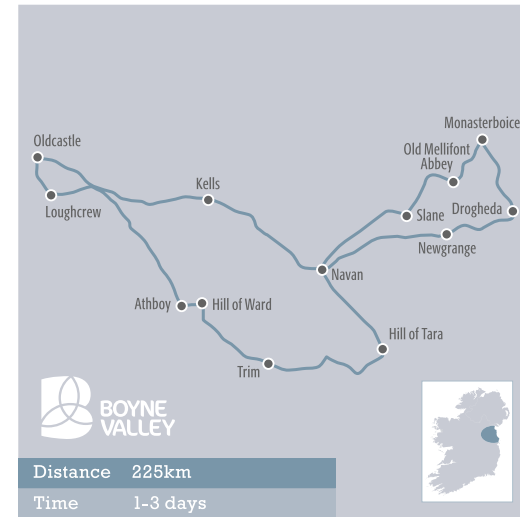 Monasterboice
Oldcastle
Old Mellifont
Abbey
Kells
Loughcrew
Slane
Drogheda
Newgrange
Navan
Athboy
Hill of Ward
Hill of Tara
Trim
BOYNE
VALLEY
Distance 225km
Time 1-3 days